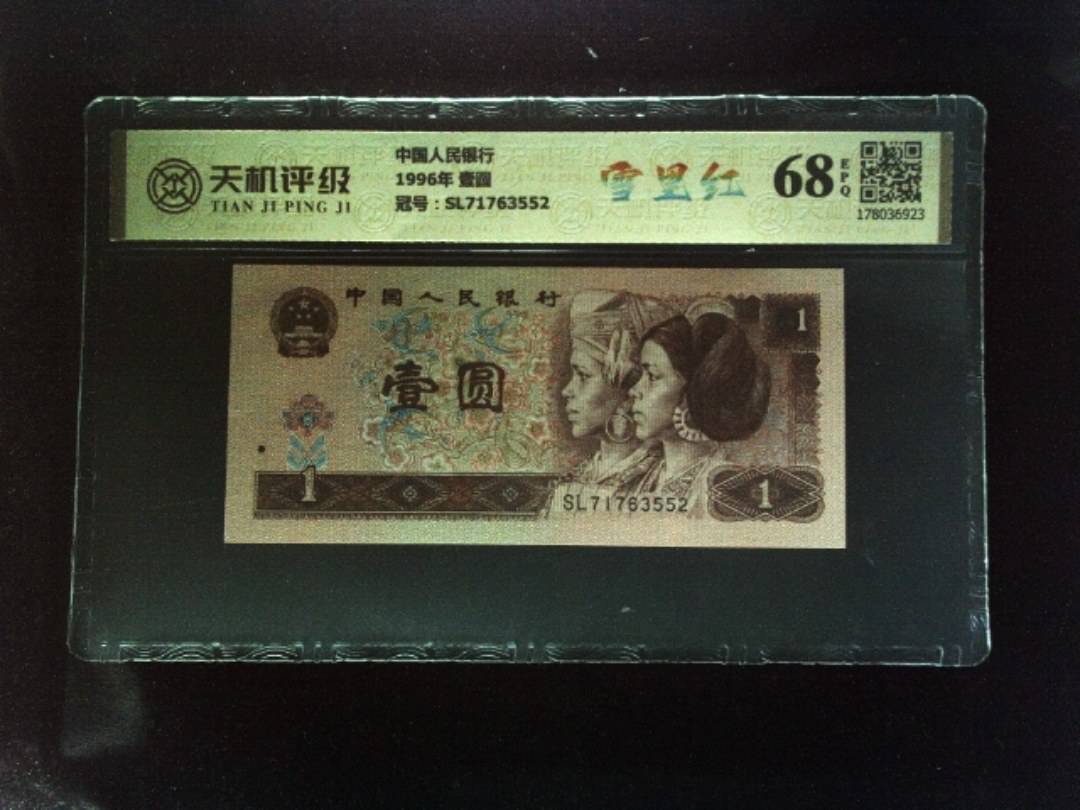 天机评级
TIAN JI PING JI
中国人民银行
1996年 壹圆
冠号：SL71763552
雪里红
68
EPQ
178036923
中国人民银行
1
壹圆
1
SL71763552
1